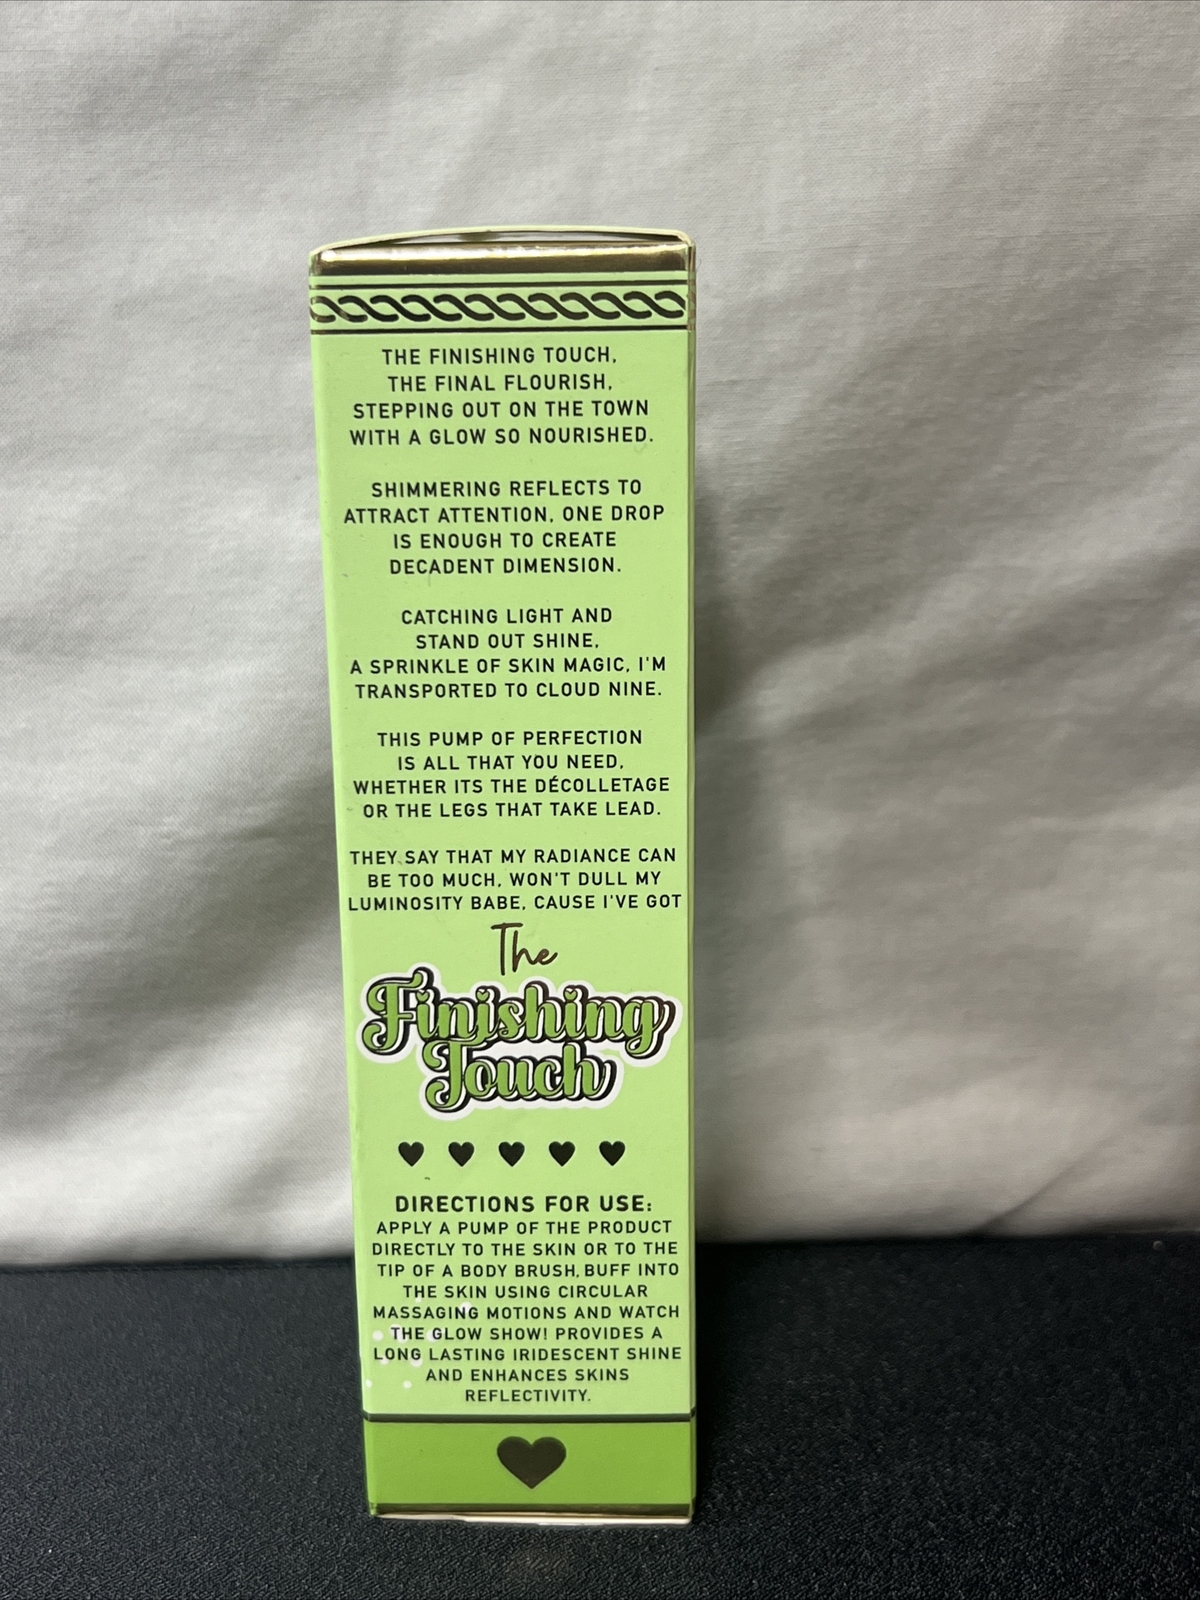 THE FINISHING TOUCH,
THE FINAL FLOURISH,
STEPPING OUT ON THE TOWN
WITH A GLOW SO NOURISHED.
SHIMMERING REFLECTS TO
ATTRACT ATTENTION, ONE DROP
IS ENOUGH TO CREATE
DECADENT DIMENSION.
CATCHING LIGHT AND
STAND OUT SHINE,
A SPRINKLE OF SKIN MAGIC, I'M
TRANSPORTED TO CLOUD NINE.
THIS PUMP OF PERFECTION
IS ALL THAT YOU NEED,
WHETHER ITS THE DÉCOLLETAGE
OR THE LEGS THAT TAKE LEAD.
THEY SAY THAT MY RADIANCE CAN
BE TOO MUCH, WON'T DULL MY
LUMINOSITY BABE, CAUSE I'VE GOT
The
Finishing
Touch
DIRECTIONS FOR USE:
APPLY A PUMP OF THE PRODUCT
DIRECTLY TO THE SKIN OR TO THE
TIP OF A BODY BRUSH, BUFF INTO
THE SKIN USING CIRCULAR
MASSAGING MOTIONS AND WATCH
THE GLOW SHOW! PROVIDES A
LONG LASTING IRIDESCENT SHINE
AND ENHANCES SKINS
REFLECTIVITY.